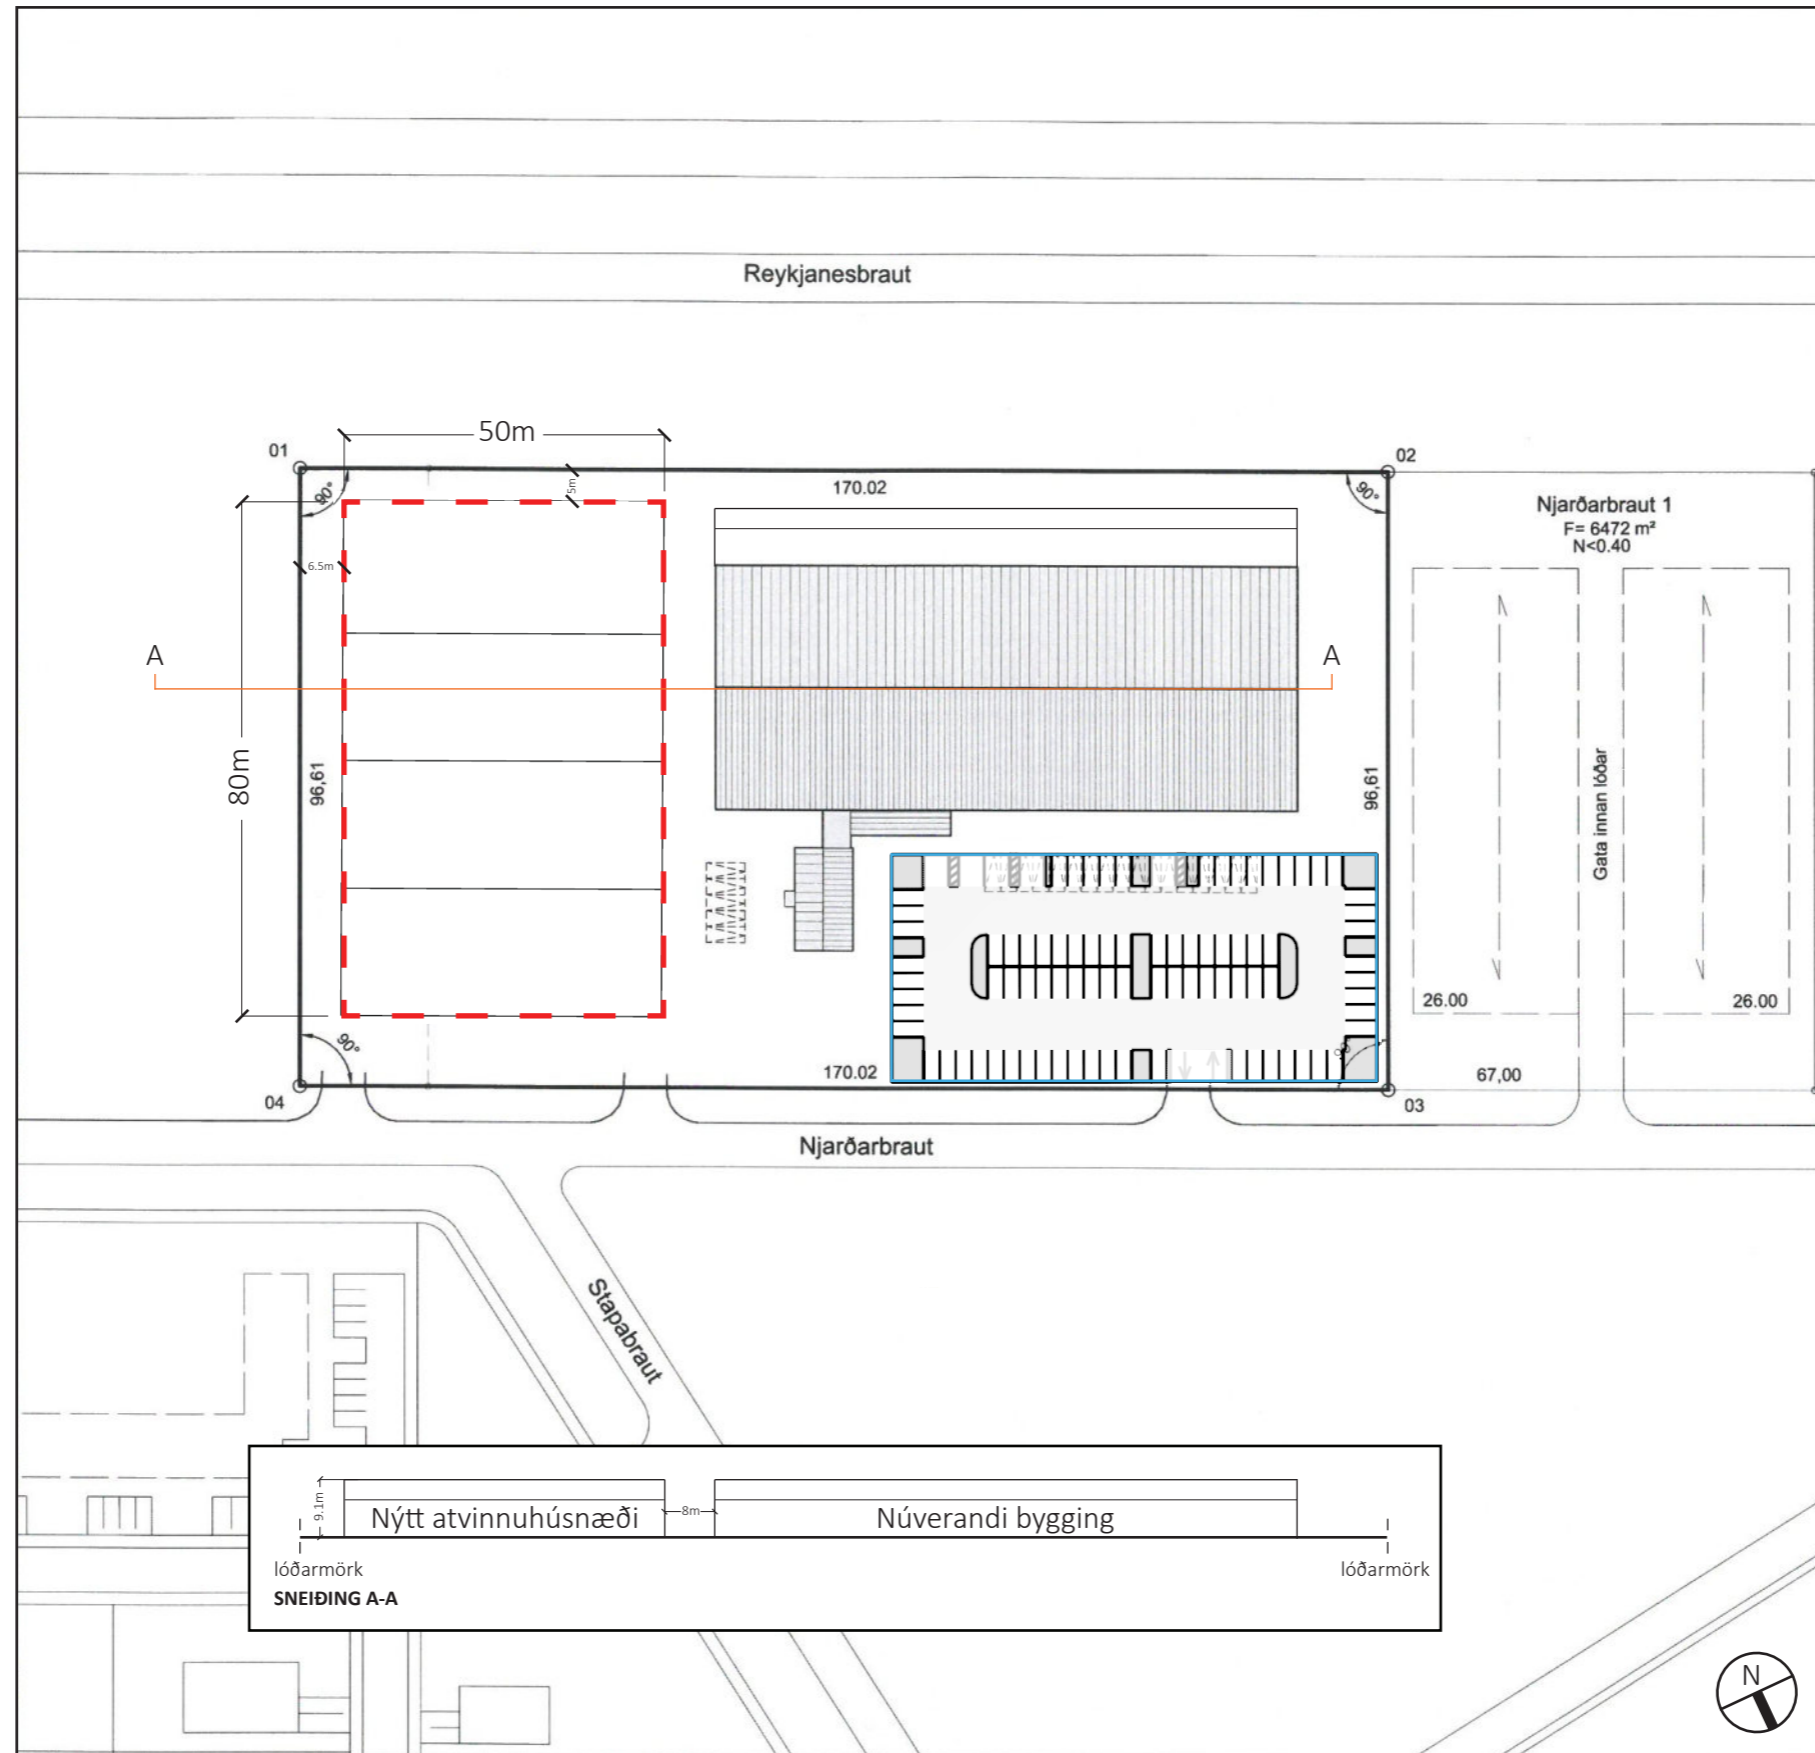 Reykjanesbraut
50m
01
02
5m
170.02
90°
90°
Njarðarbraut 1
F= 6472 m²
N<0.40
6.5m
A
A
80m
96,61
96,61
Gata innan lóðar
26.00
26.00
90°
90
170.02
67,00
04
03
Njarðarbraut
Stapabraut
9.1m
Nýtt atvinnuhúsnæði
8m
Núverandi bygging
lóðarmörk
lóðarmörk
SNEIÐING A-A
N